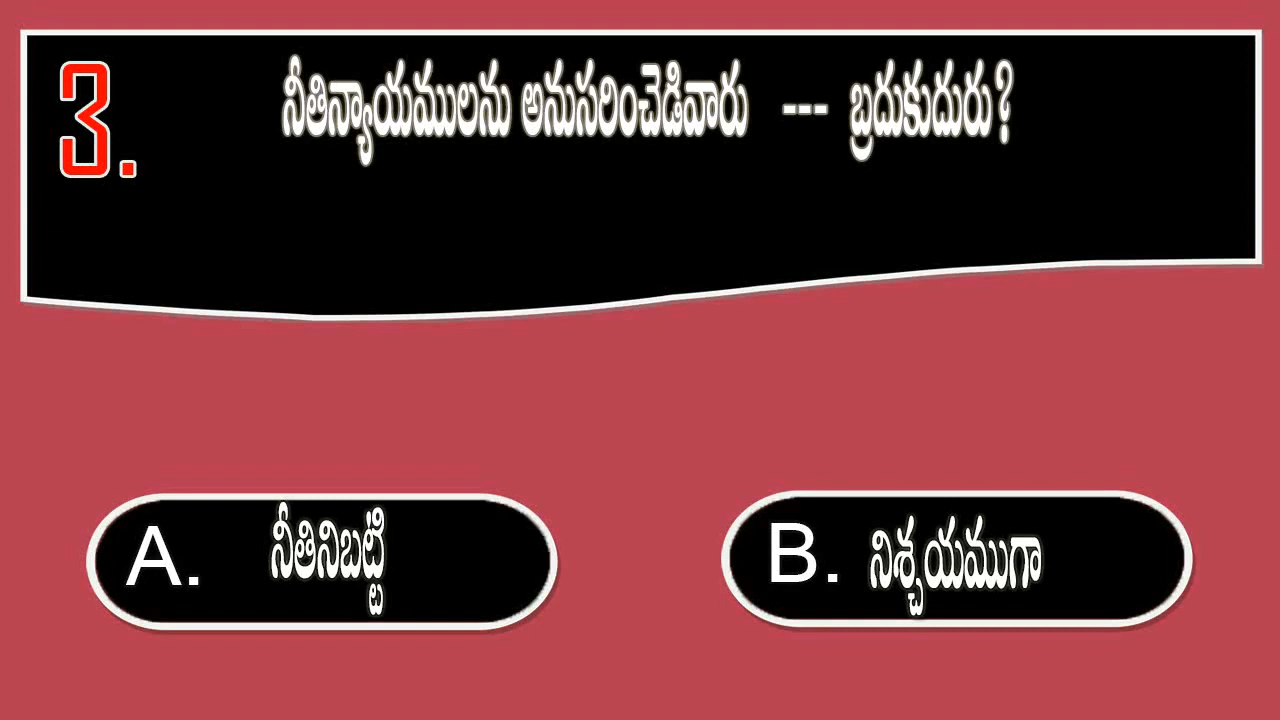 3. నీతిన్యాయములను అనుసరించెడివారు --- బ్రదుకుదురు?
A. నీతినిబట్టి
B. నిశ్చయముగా